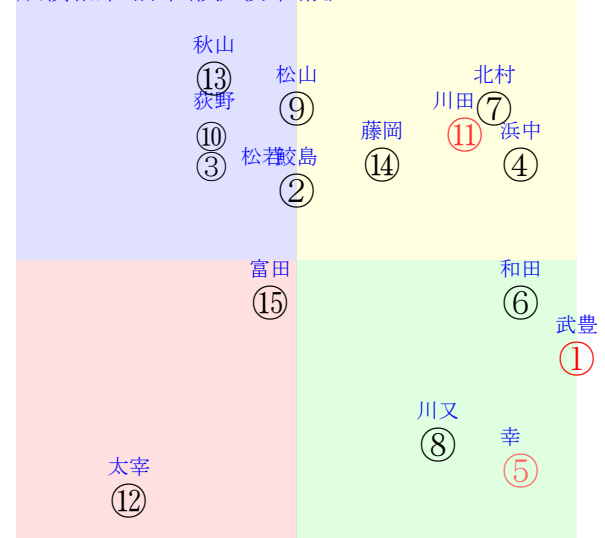 秋山
⑬
松山
⑨
北村
⑦
荻野
⑩
川田
⑪
藤岡
⑭
浜中
④
③
松若
鮫島
②
富田
⑮
和田
⑥
武豊
①
川又
⑧
幸
⑤
太宰
⑫